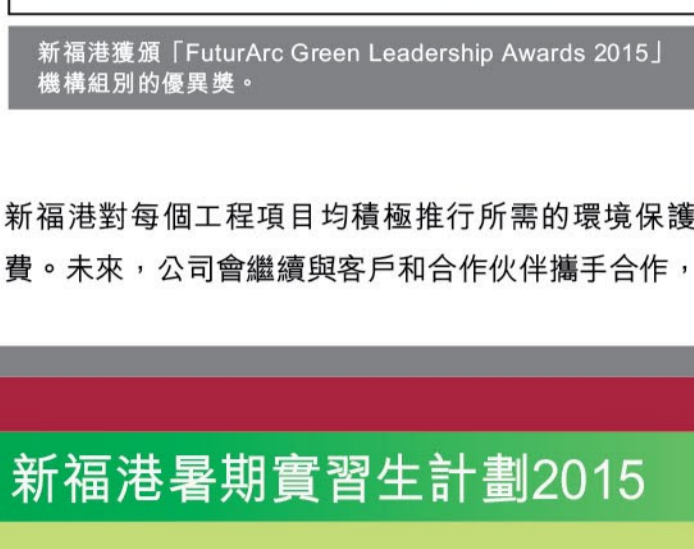 新福港獲頒「FuturArc Green Leadership Awards 2015」
機構組別的優異獎。
新福港對每個工程項目均積極推行所需的環境保護
費。未來，公司會繼續與客戶和合作伙伴攜手合作，
新福港暑期實習生計劃2015